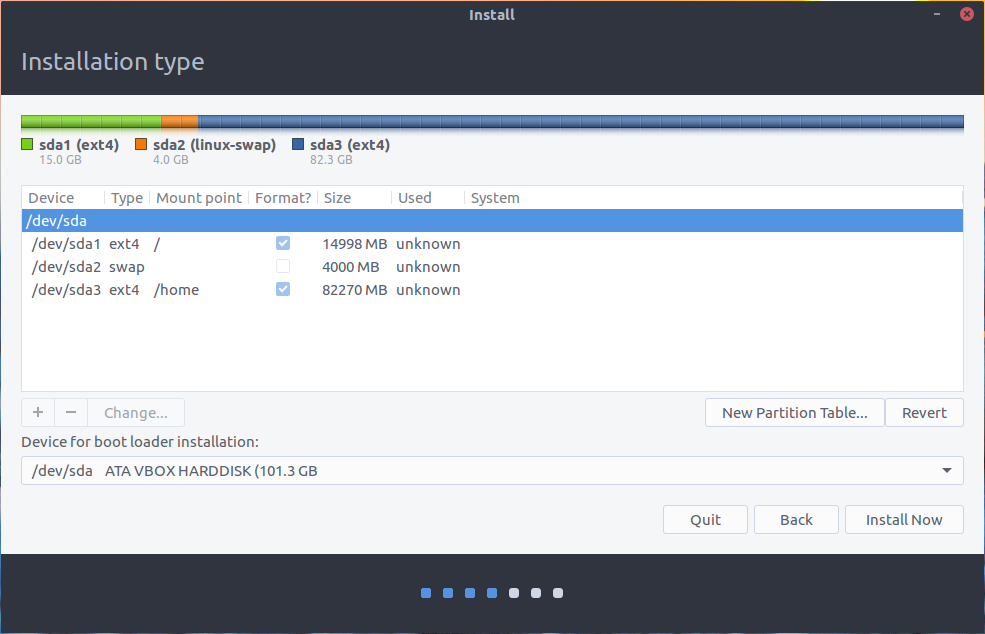 Install
Installation type
sda1 (ext4) sda2 (linux-swap) sda3 (ext4)
15.0 GB 4.0 GB 82.3 GB
Device Type Mount point Format? Size Used System
/dev/sda
/dev/sda1 ext4 / 14998 MB unknown
/dev/sda2 swap 4000 MB unknown
/dev/sda3 ext4 /home 82270 MB unknown
+ − Change... New Partition Table... Revert
Device for boot loader installation:
/dev/sda ATA VBOX HARDDISK (101.3 GB
Quit Back Install Now